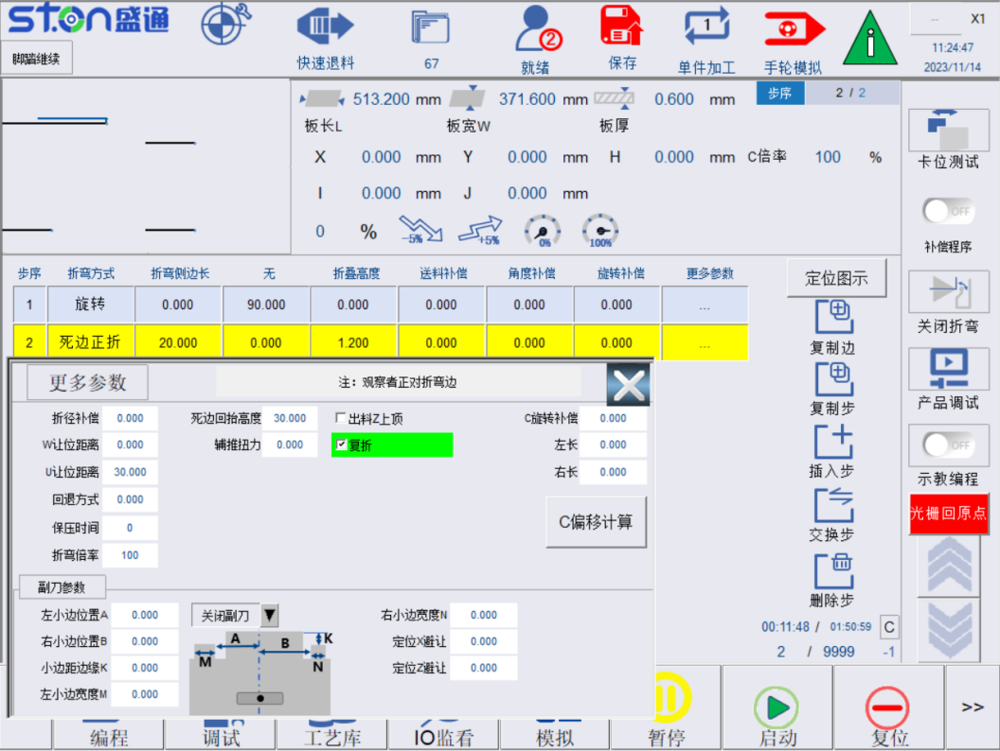 STON盛通
X1
脚踏继续
快速退料
67
2
就绪
保存
1
单件加工
手轮模拟
11:24:47
2023/11/14
513.200 mm
371.600 mm
0.600 mm
步序
2 / 2
板长L
板宽W
板厚
X 0.000 mm Y 0.000 mm H 0.000 mm C倍率 100 %
I 0.000 mm J 0.000 mm
0 %
-5%
+5%
0%
100%
卡位测试
OFF
补偿程序
关闭折弯
产品调试
OFF
示教编程
光栅回原点
步序 折弯方式 折弯侧边长 无 折叠高度 送料补偿 角度补偿 旋转补偿 更多参数
1 旋转 0.000 90.000 0.000 0.000 0.000 0.000 ...
2 死边正折 20.000 0.000 1.200 0.000 0.000 0.000 ...
定位图示
复制边
复制步
插入步
交换步
删除步
更多参数
注：观察者正对折弯边
折径补偿 0.000 死边回抬高度 30.000 出料Z上顶 C旋转补偿 0.000
W让位距离 0.000 辅推扭力 0.000 复折 左长 0.000
U让位距离 30.000 右长 0.000
回退方式 0.000
C偏移计算
保压时间 0
折弯倍率 100
副刀参数
左小边位置A 0.000 关闭副刀 右小边宽度N 0.000
右小边位置B 0.000 定位X避让 0.000
小边距边缘K 0.000 定位Z避让 0.000
左小边宽度M 0.000
A
B
K
M
N
00:11:48 / 01:50:59 C
2 / 9999 -1
编程
调试
工艺库
IO监看
模拟
暂停
启动
复位
>>